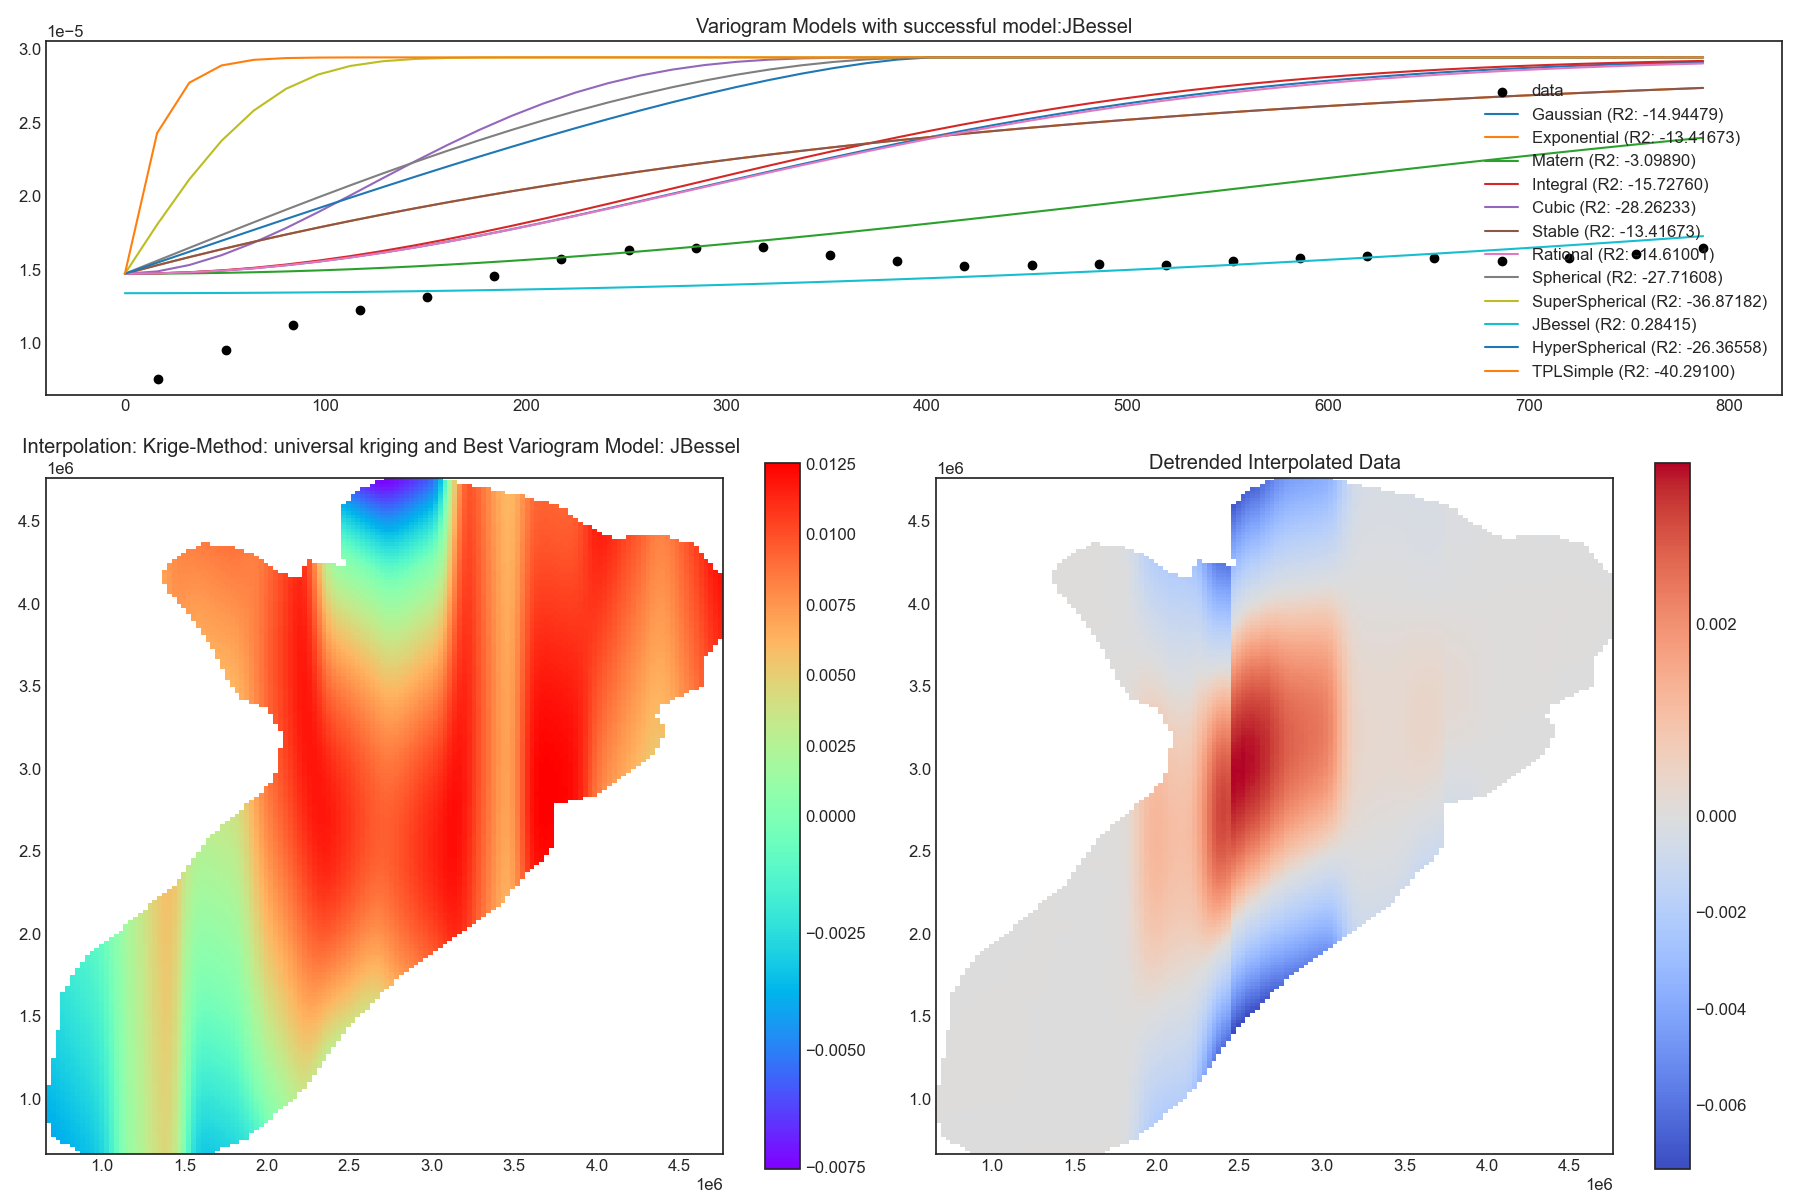 Variogram Models with successful model:JBessel
1e−5
3.0
2.5
2.0
1.5
1.0
0 100 200 300 400 500 600 700 800
data
Gaussian (R2: -14.94479)
Exponential (R2: -13.41673)
Matern (R2: -3.09890)
Integral (R2: -15.72760)
Cubic (R2: -28.26233)
Stable (R2: -13.41673)
Rational (R2: -14.61001)
Spherical (R2: -27.71608)
SuperSpherical (R2: -36.87182)
JBessel (R2: 0.28415)
HyperSpherical (R2: -26.36558)
TPLSimple (R2: -40.29100)
Interpolation: Krige-Method: universal kriging and Best Variogram Model: JBessel
1e6
4.5
4.0
3.5
3.0
2.5
2.0
1.5
1.0
1.0 1.5 2.0 2.5 3.0 3.5 4.0 4.5
1e6
0.0125
0.0100
0.0075
0.0050
0.0025
0.0000
−0.0025
−0.0050
−0.0075
Detrended Interpolated Data
1e6
4.5
4.0
3.5
3.0
2.5
2.0
1.5
1.0
1.0 1.5 2.0 2.5 3.0 3.5 4.0 4.5
1e6
0.002
0.000
−0.002
−0.004
−0.006